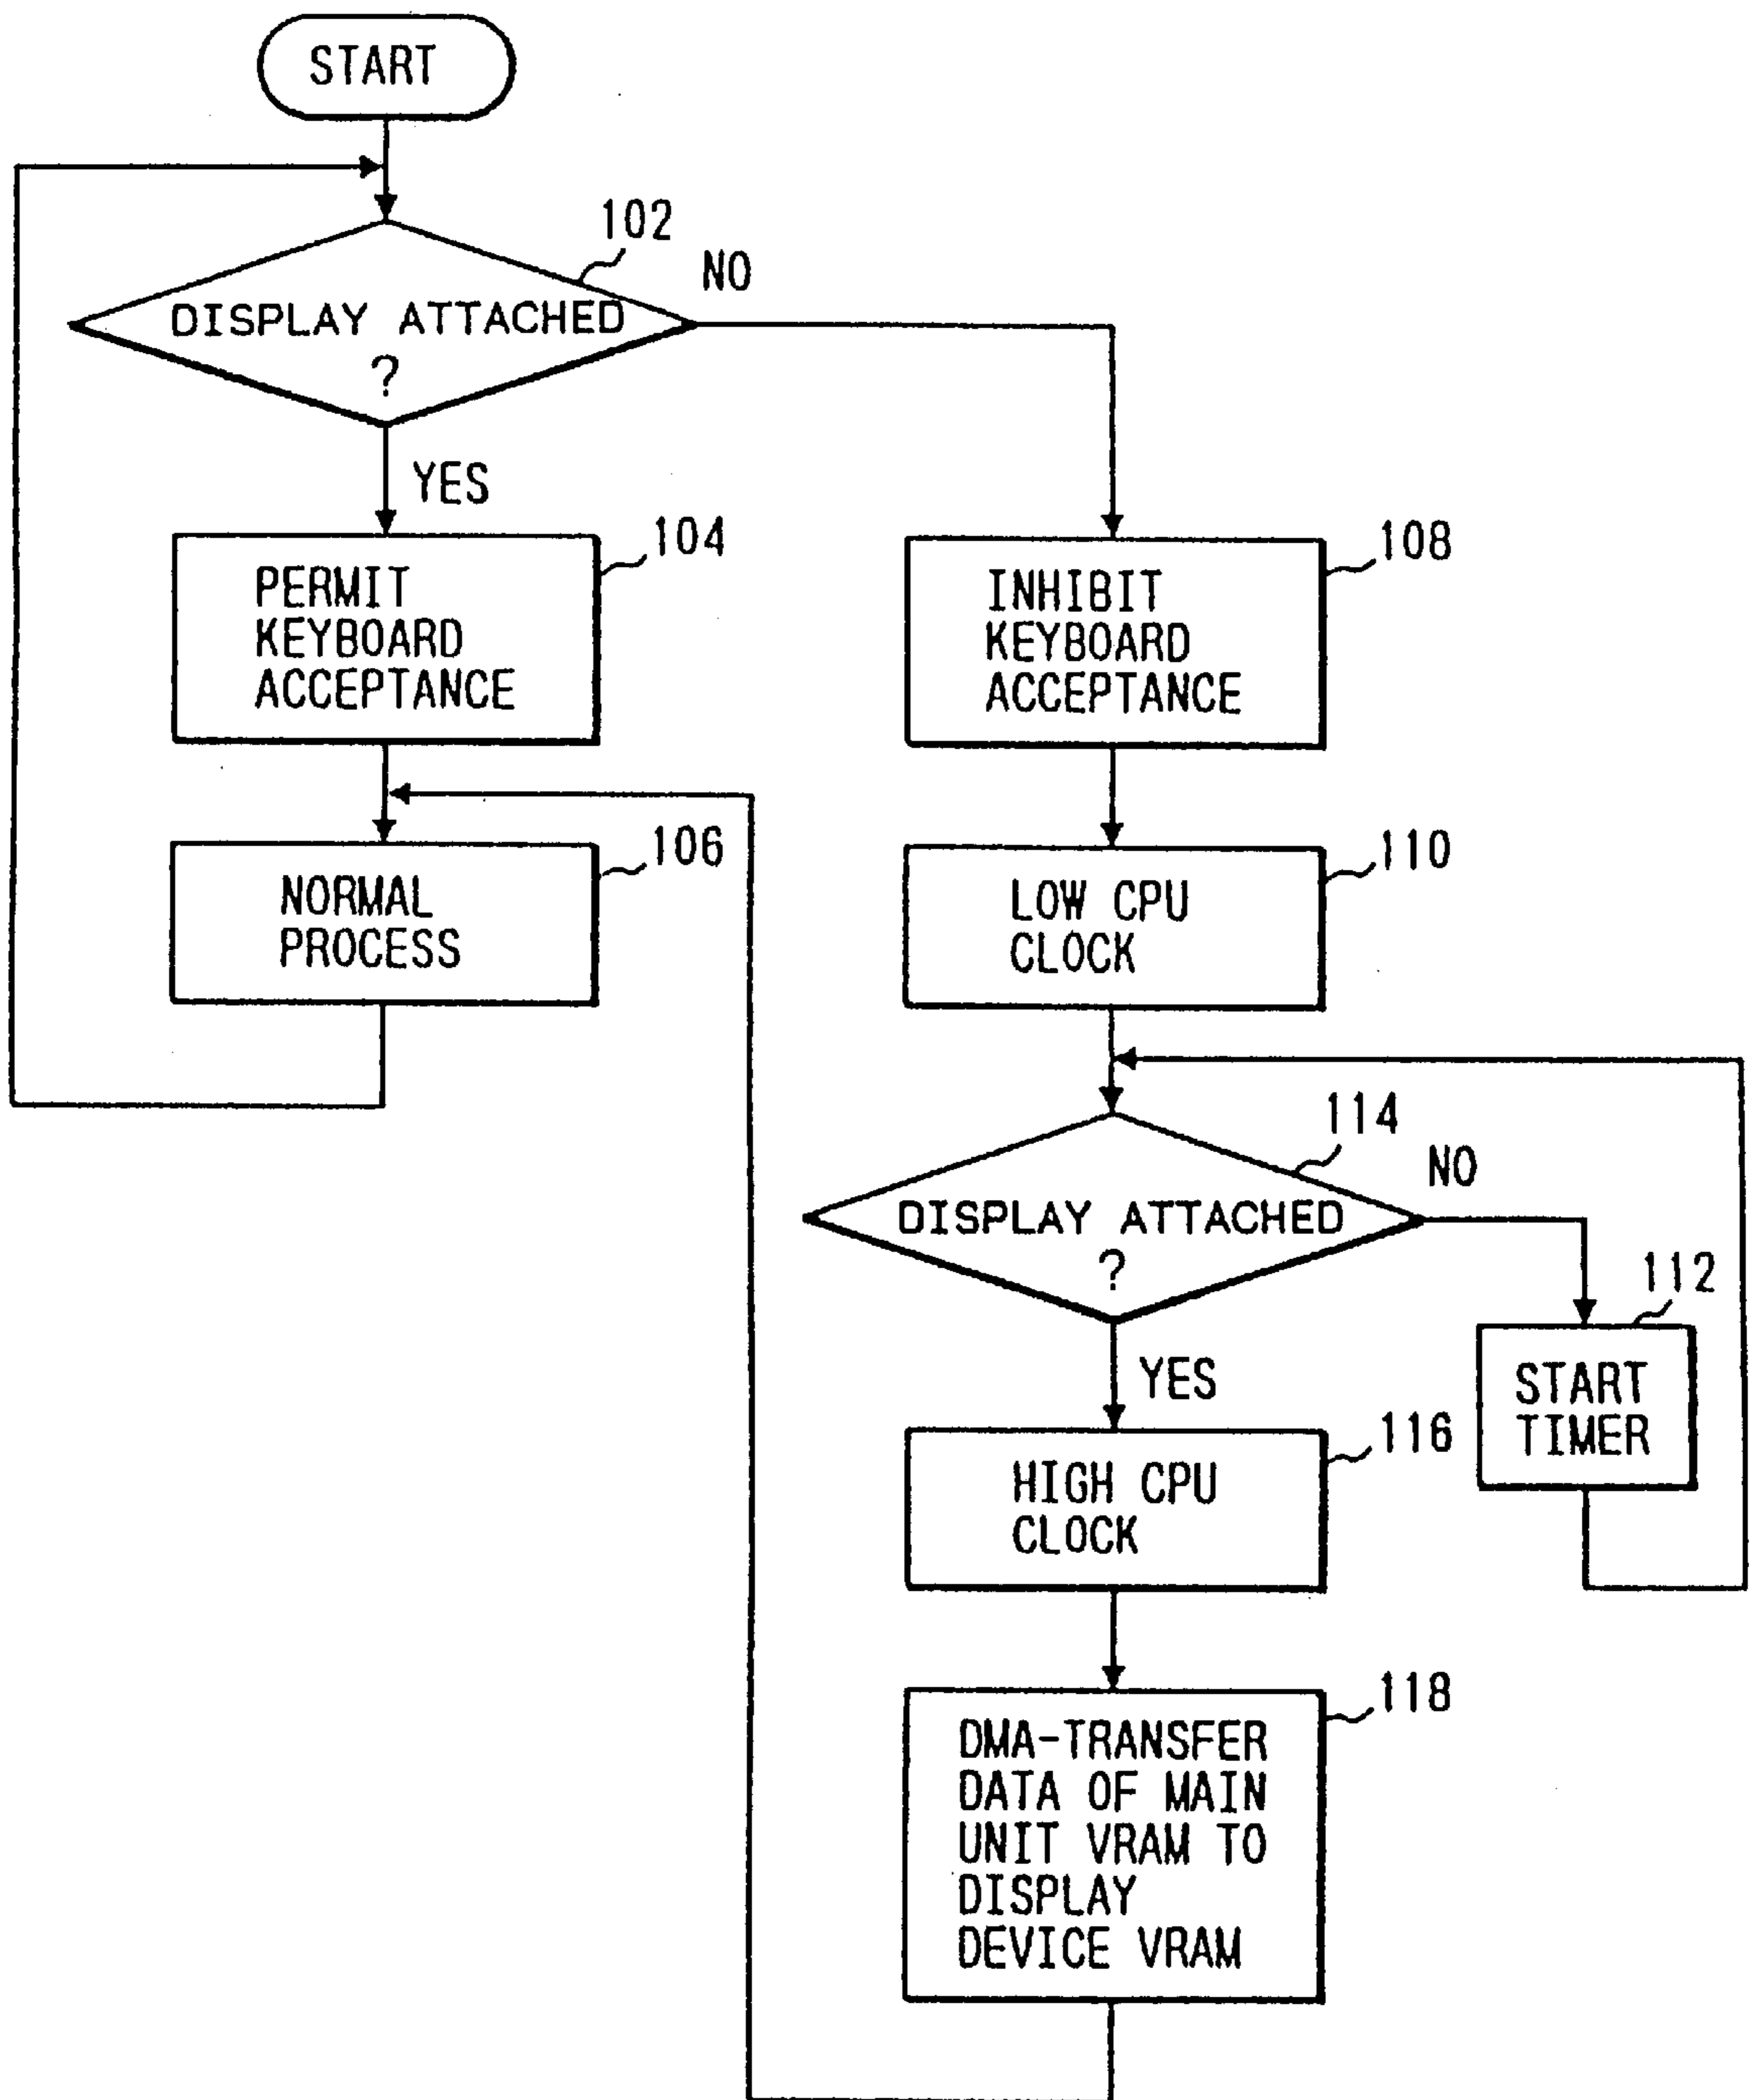 START
102
NO
DISPLAY ATTACHED
?
YES
104
PERMIT
KEYBOARD
ACCEPTANCE
106
NORMAL
PROCESS
108
INHIBIT
KEYBOARD
ACCEPTANCE
110
LOW CPU
CLOCK
114
NO
DISPLAY ATTACHED
?
112
START
TIMER
YES
116
HIGH CPU
CLOCK
118
DMA-TRANSFER
DATA OF MAIN
UNIT VRAM TO
DISPLAY
DEVICE VRAM